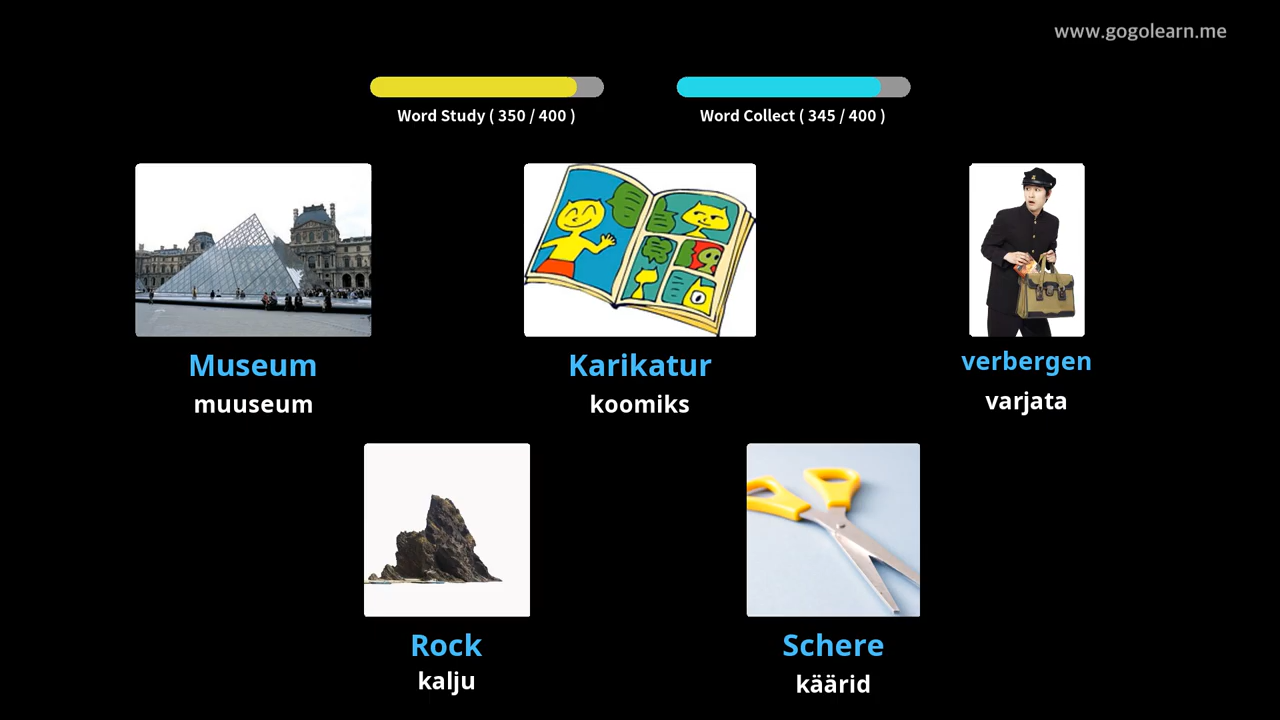 www.gogolearn.me
Word Study ( 350 / 400 )
Word Collect ( 345 / 400 )
Museum
muuseum
Karikatur
koomiks
verbergen
varjata
Rock
kalju
Schere
käärid